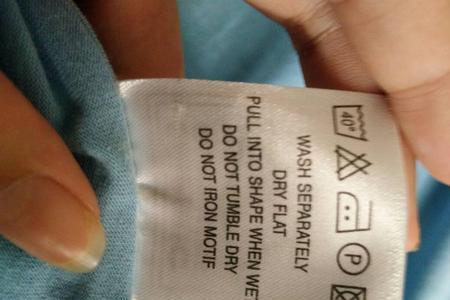 40°
P
WASH SEPARATELY
DRY FLAT
PULL INTO SHAPE WHEN WET
DO NOT TUMBLE DRY
DO NOT IRON MOTIF